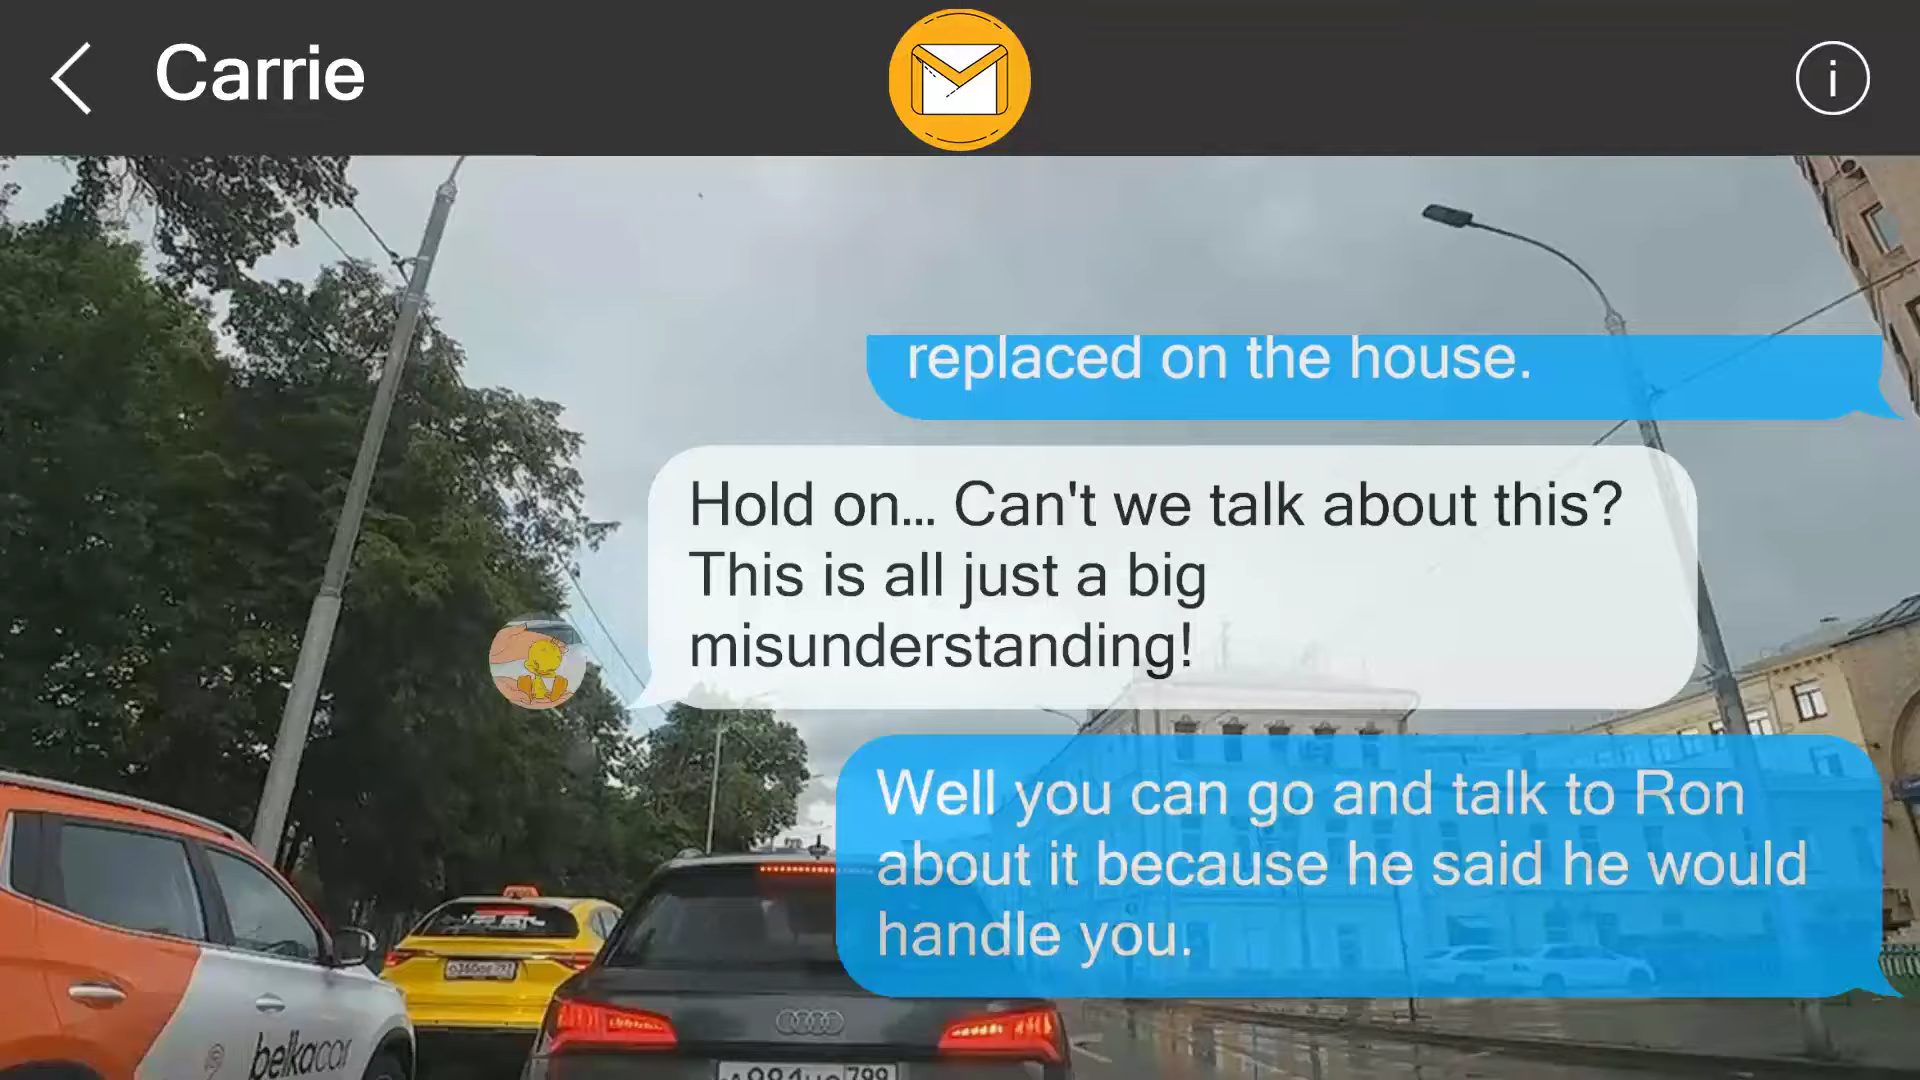 Carrie
i
replaced on the house.
Hold on... Can't we talk about this?
This is all just a big
misunderstanding!
Well you can go and talk to Ron
about it because he said he would
handle you.
belkacar
799